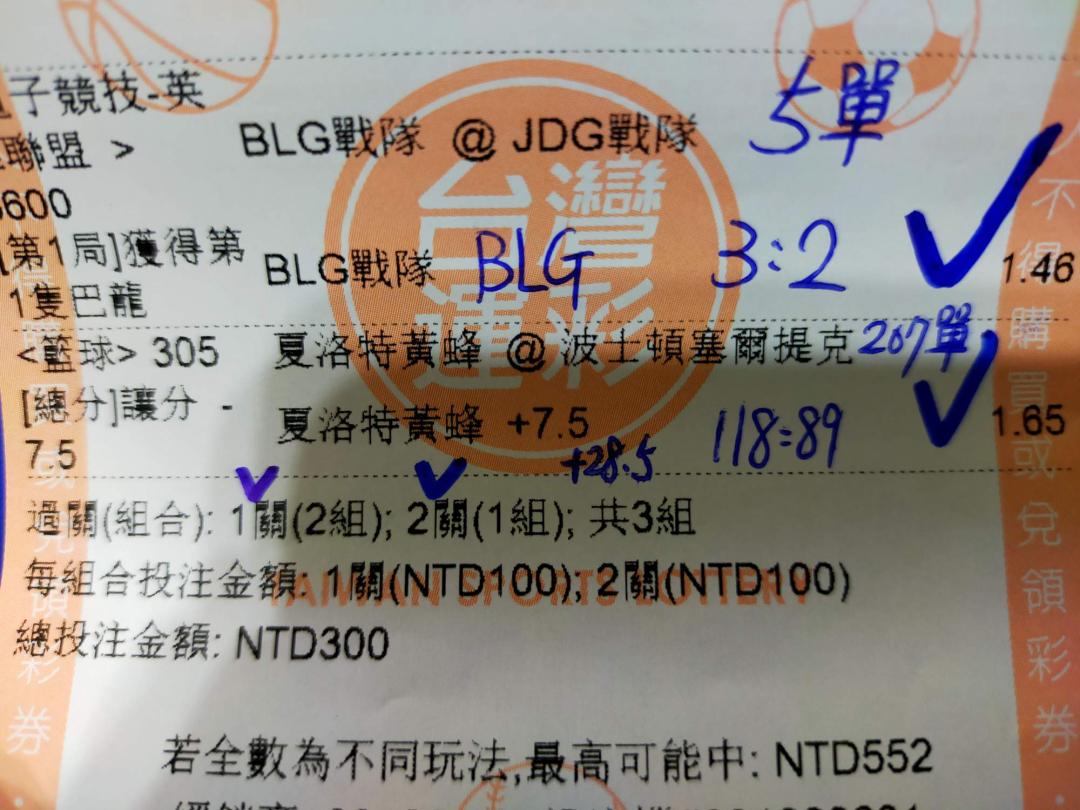 子競技-英
聯盟 > BLG戰隊 @ JDG戰隊 5單
600
[第1局]獲得第 BLG戰隊 BLG 3:2 1.46
1隻巴龍
<籃球> 305 夏洛特黃蜂 @ 波士頓塞爾提克 207單
[總分]讓分 - 夏洛特黃蜂 +7.5 118:89 1.65
7.5 +28.5
過關(組合): 1關(2組); 2關(1組); 共3組
每組合投注金額: 1關(NTD100); 2關(NTD100)
總投注金額: NTD300
若全數為不同玩法,最高可能中: NTD552
台灣
運彩
TAIWAN SPORTS LOTTERY
不得購買或兌領彩券